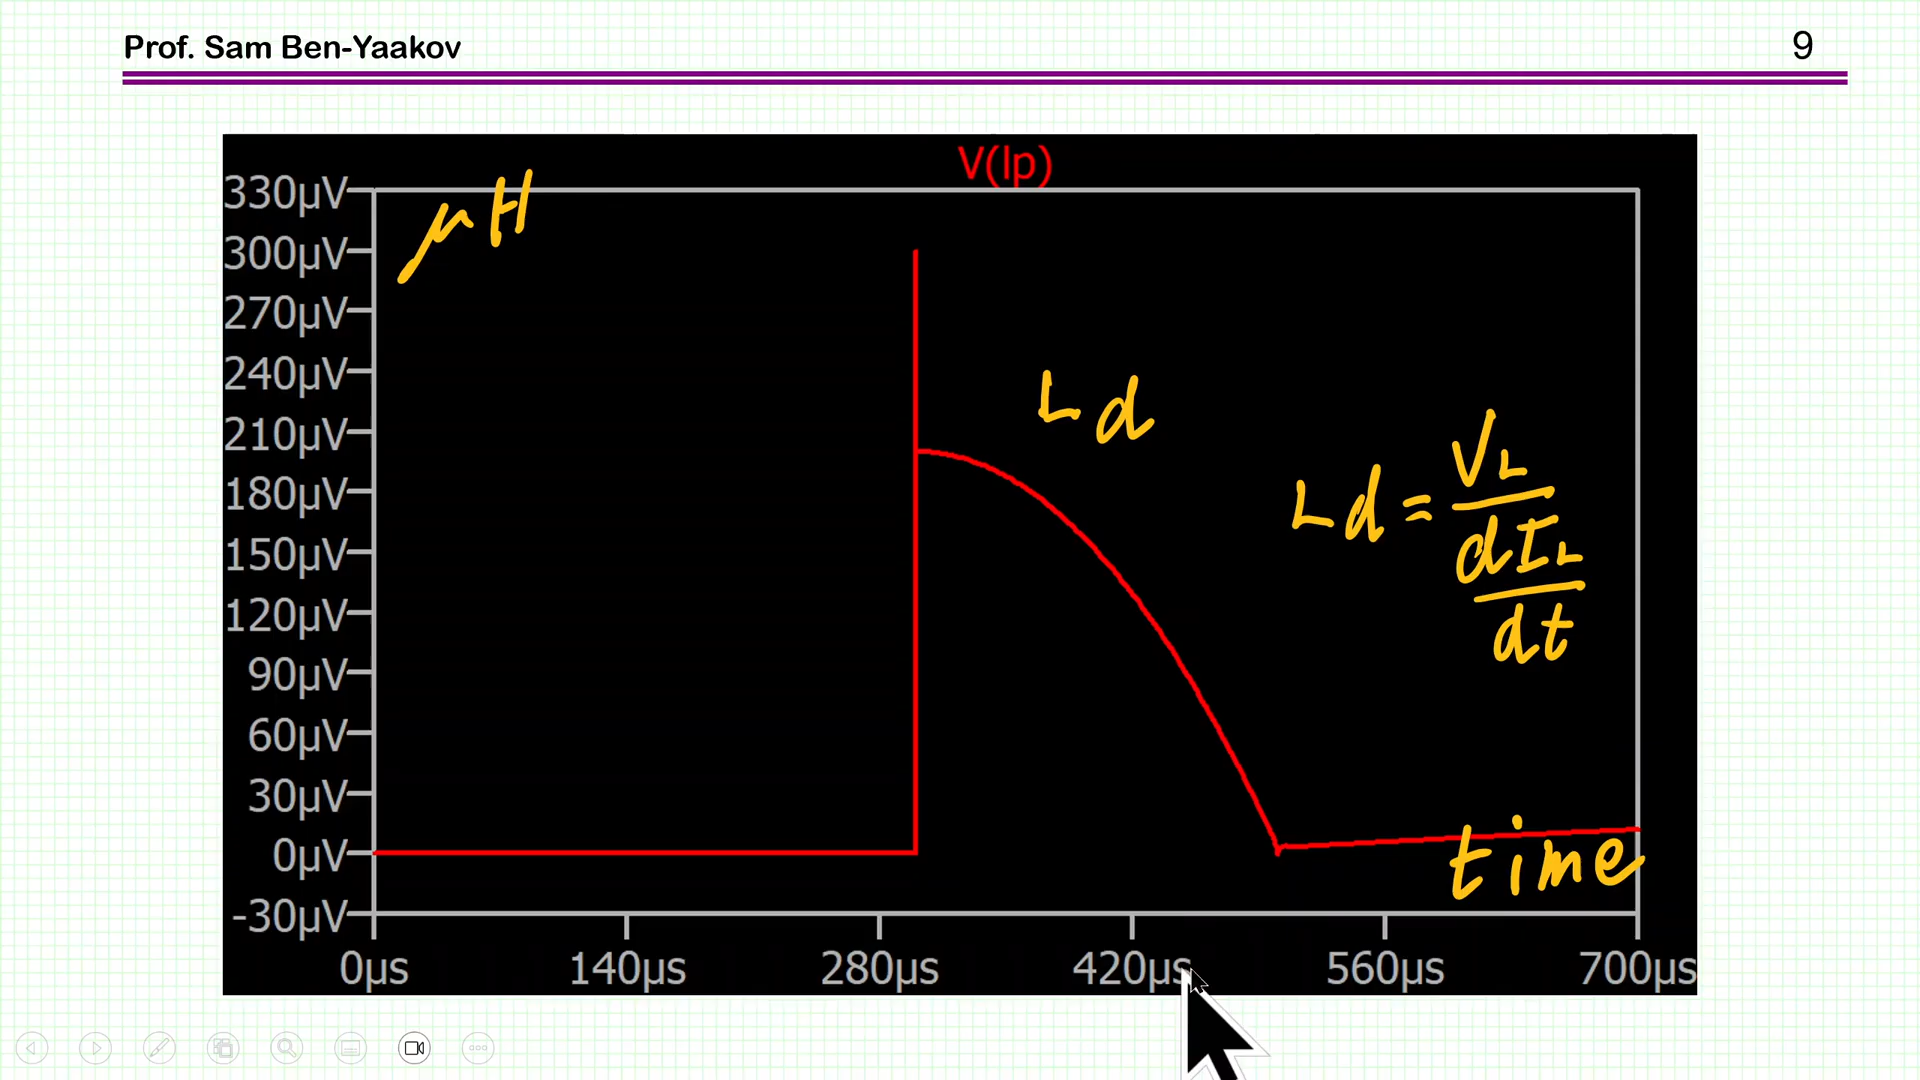 Prof. Sam Ben-Yaakov
9
V(lp)
330µV
300µV
270µV
240µV
210µV
180µV
150µV
120µV
90µV
60µV
30µV
0µV
-30µV
µH
Ld
Ld = VL
dIL
dt
time
0µs 140µs 280µs 420µs 560µs 700µs